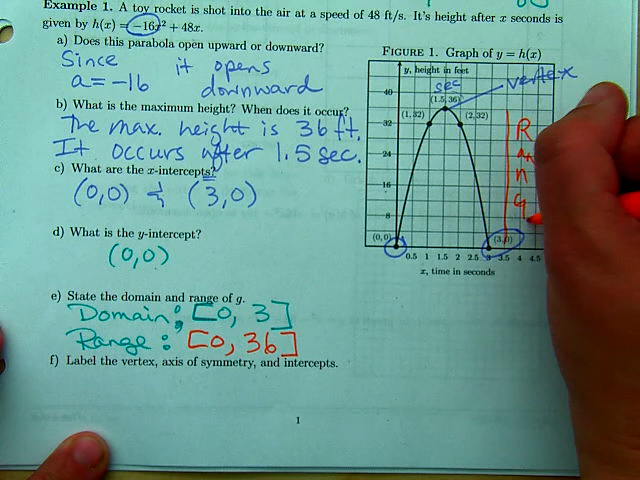 Example 1. A toy rocket is shot into the air at a speed of 48 ft/s. It's height after x seconds is
given by h(x) = −16x² + 48x.
a) Does this parabola open upward or downward?
Since it opens
a = -16 downward
b) What is the maximum height? When does it occur?
The max. height is 36 ft.
It occurs after 1.5 sec.
c) What are the x-intercepts?
(0,0) & (3,0)
d) What is the y-intercept?
(0,0)
e) State the domain and range of g.
Domain: [0, 3]
Range: [0, 36]
f) Label the vertex, axis of symmetry, and intercepts.
1
FIGURE 1. Graph of y = h(x)
y, height in feet
sec
vertex
40
(1.5, 36)
(1, 32)
(2, 32)
32
24
16
8
(0, 0)
(3, 0)
0.5 1 1.5 2 2.5 3 3.5 4 4.5
x, time in seconds
Rang